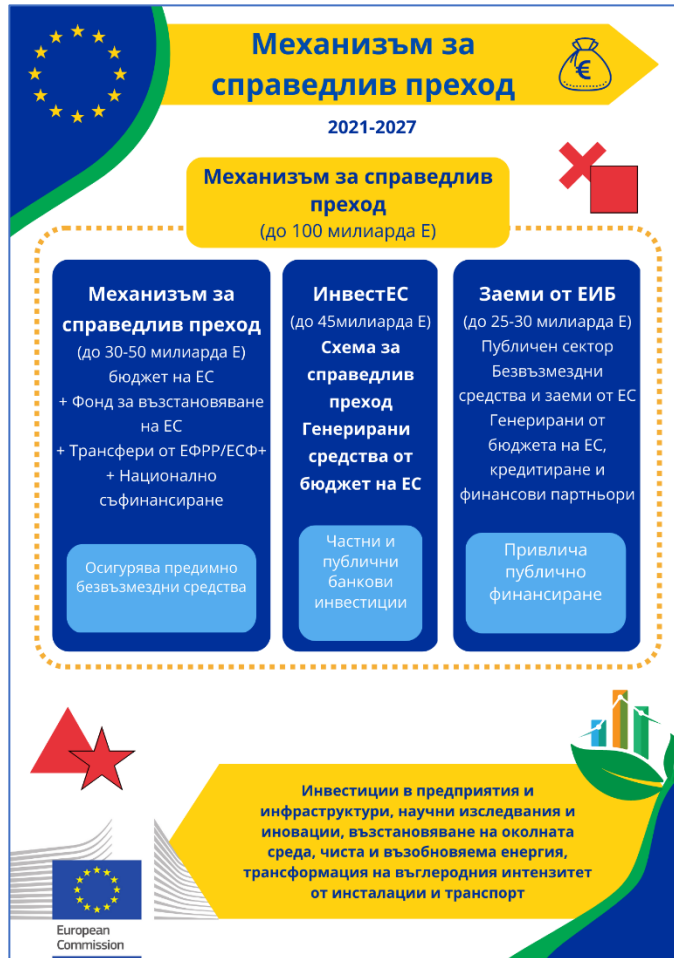 Механизъм за
справедлив преход
€
2021-2027
Механизъм за справедлив
преход
(до 100 милиарда Е)
Механизъм за
справедлив преход
(до 30-50 милиарда Е)
бюджет на ЕС
+ Фонд за възстановяване
на ЕС
+ Трансфери от ЕФРР/ЕСФ+
+ Национално
съфинансиране
Осигурява предимно
безвъзмездни средства
ИнвестЕС
(до 45милиарда Е)
Схема за
справедлив
преход
Генерирани
средства от
бюджет на ЕС
Частни и
публични
банкови
инвестиции
Заеми от ЕИБ
(до 25-30 милиарда Е)
Публичен сектор
Безвъзмездни
средства и заеми от ЕС
Генерирани от
бюджета на ЕС,
кредитиране и
финансови партньори
Привлича
публично
финансиране
Инвестиции в предприятия и
инфраструктури, научни изследвания и
иновации, възстановяване на околната
среда, чиста и възобновяема енергия,
трансформация на въглеродния интензитет
от инсталации и транспорт
European
Commission